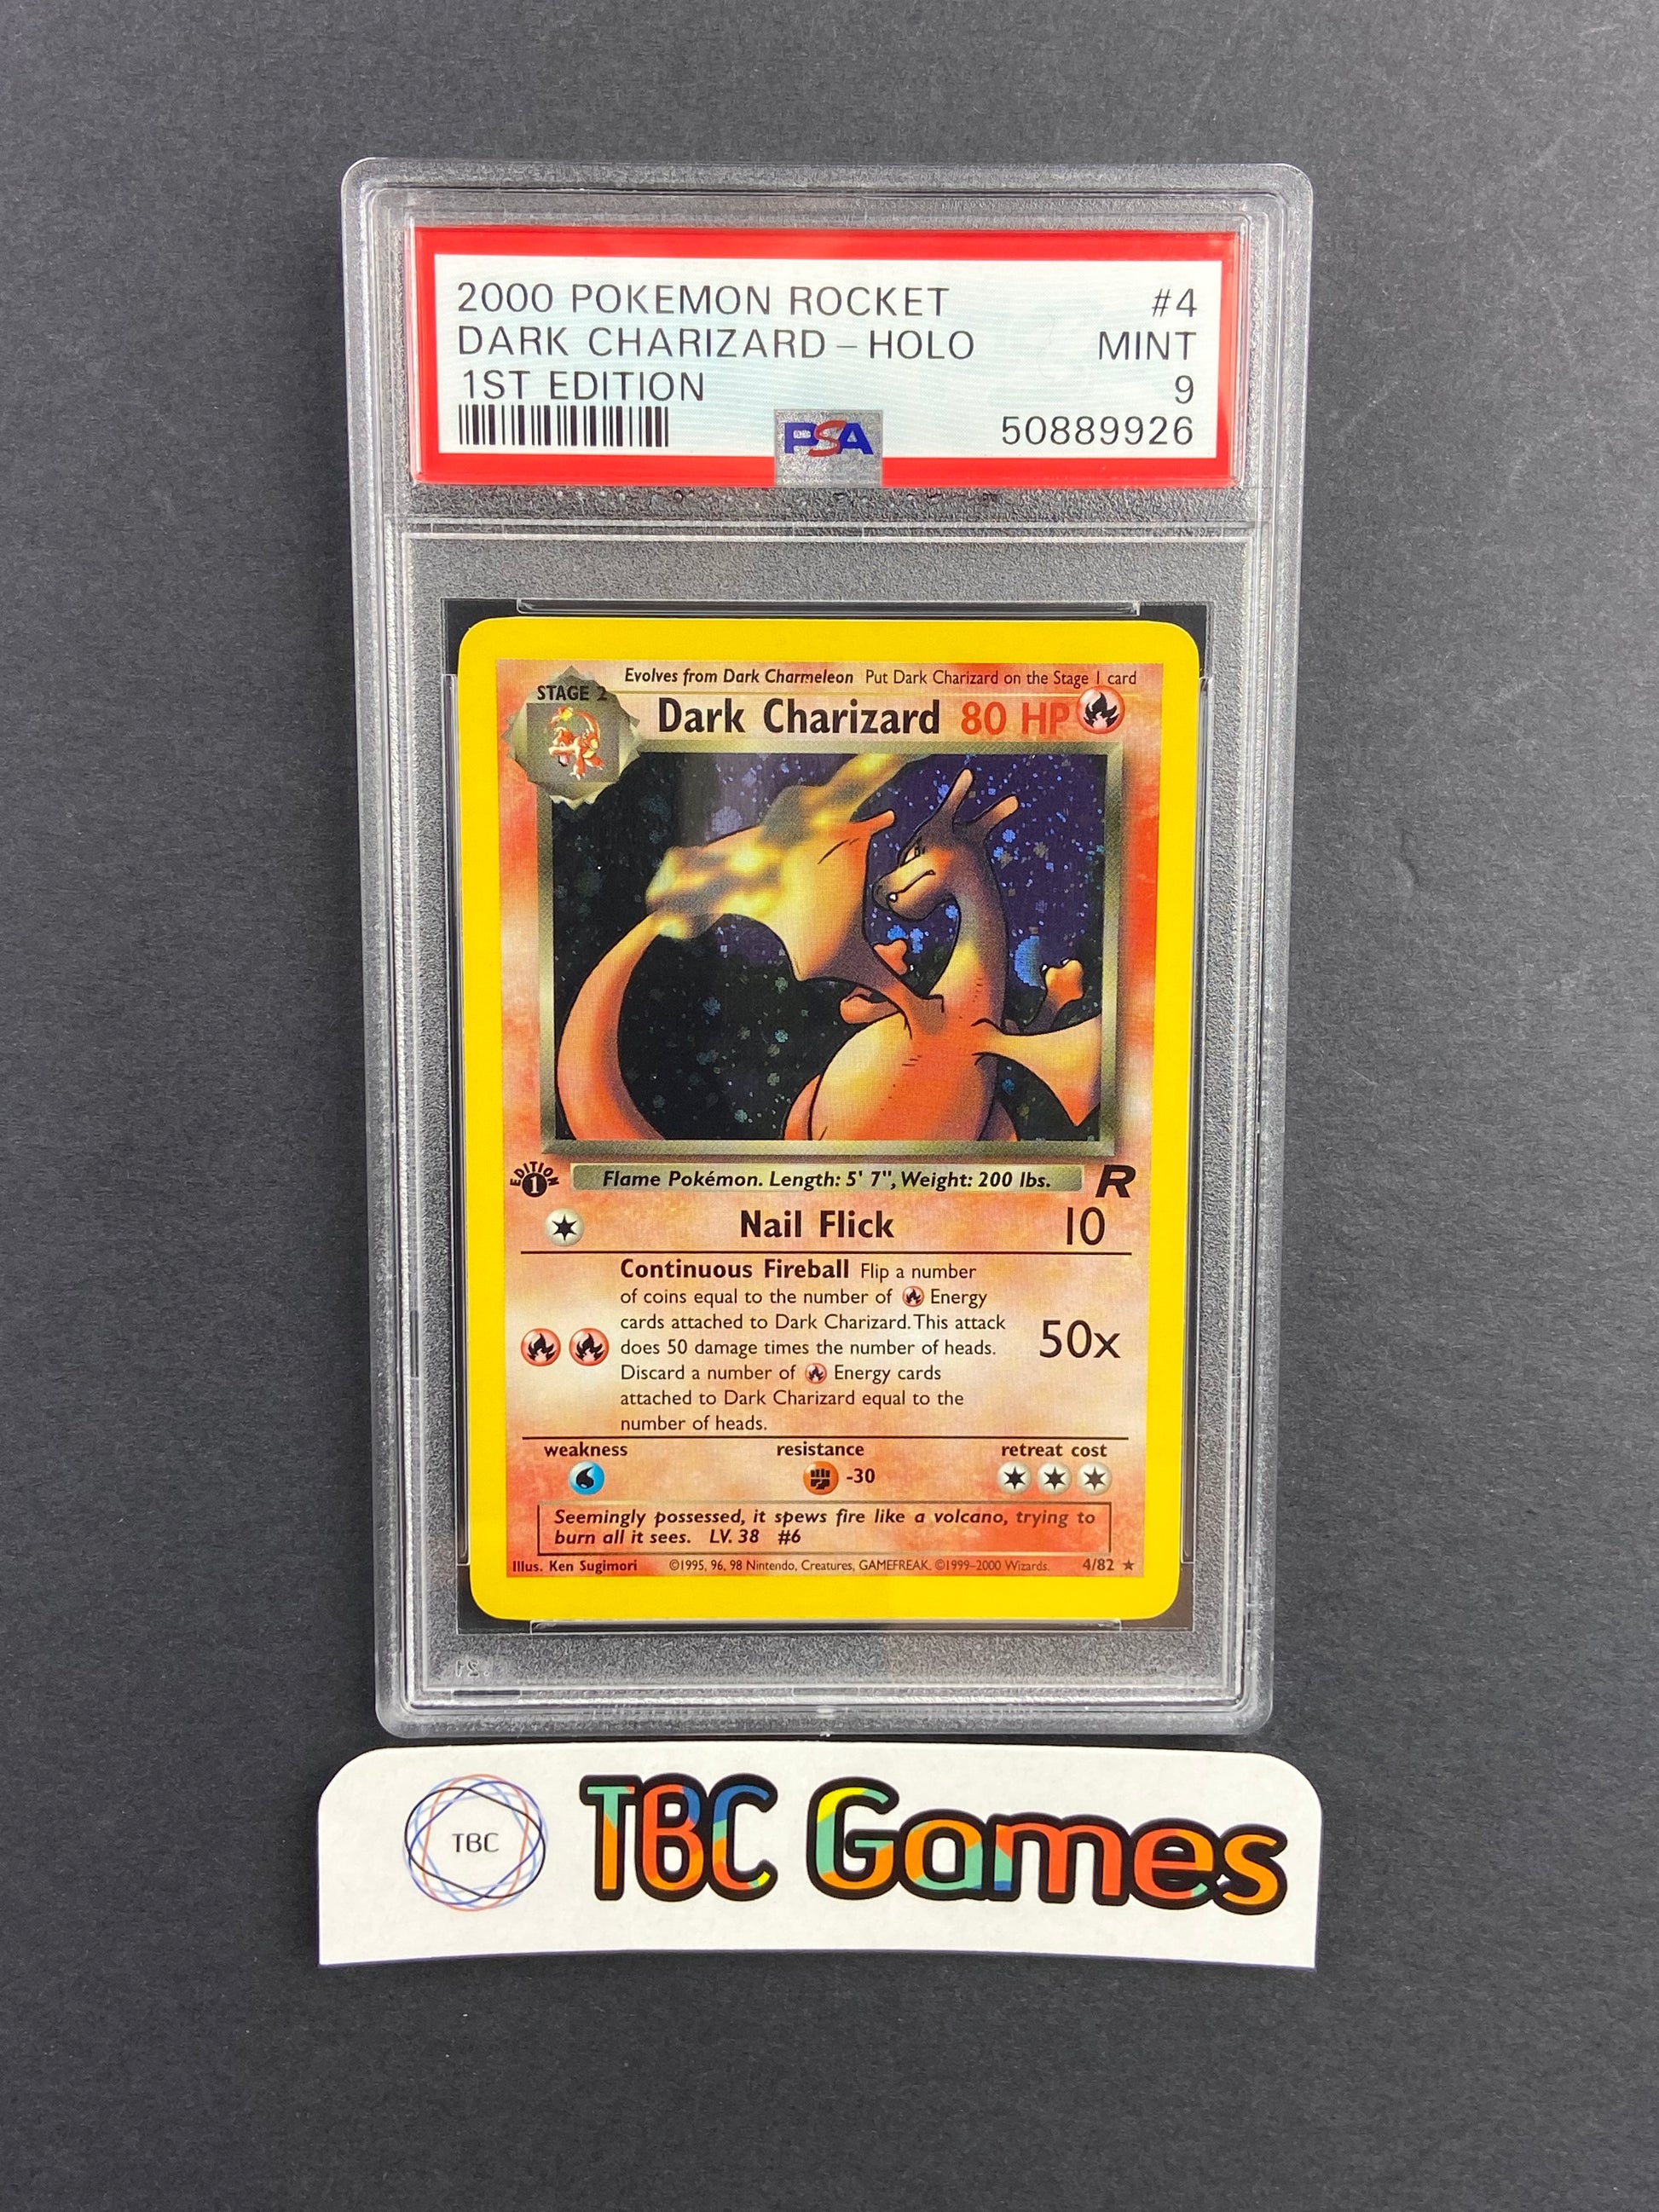 2000 POKEMON ROCKET #4
DARK CHARIZARD - HOLO MINT
1ST EDITION 9
PSA 50889926
Evolves from Dark Charmeleon Put Dark Charizard on the Stage 1 card
STAGE 2
Dark Charizard 80 HP
EDITION 1
Flame Pokémon. Length: 5' 7", Weight: 200 lbs. R
Nail Flick 10
Continuous Fireball Flip a number
of coins equal to the number of Energy
cards attached to Dark Charizard. This attack
does 50 damage times the number of heads.
50x
Discard a number of Energy cards
attached to Dark Charizard equal to the
number of heads.
weakness resistance retreat cost
-30
Seemingly possessed, it spews fire like a volcano, trying to
burn all it sees. LV. 38 #6
Illus. Ken Sugimori ©1995, 96, 98 Nintendo, Creatures, GAMEFREAK. ©1999-2000 Wizards. 4/82 ★
TBC TBC Games